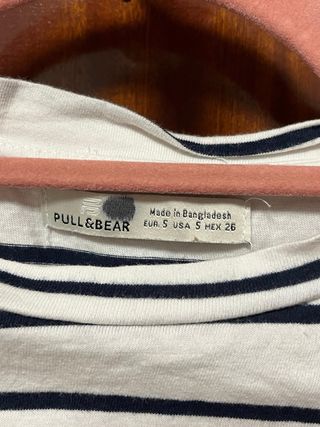 PULL&BEAR
Made in Bangladesh
EUR S USA S MEX 26